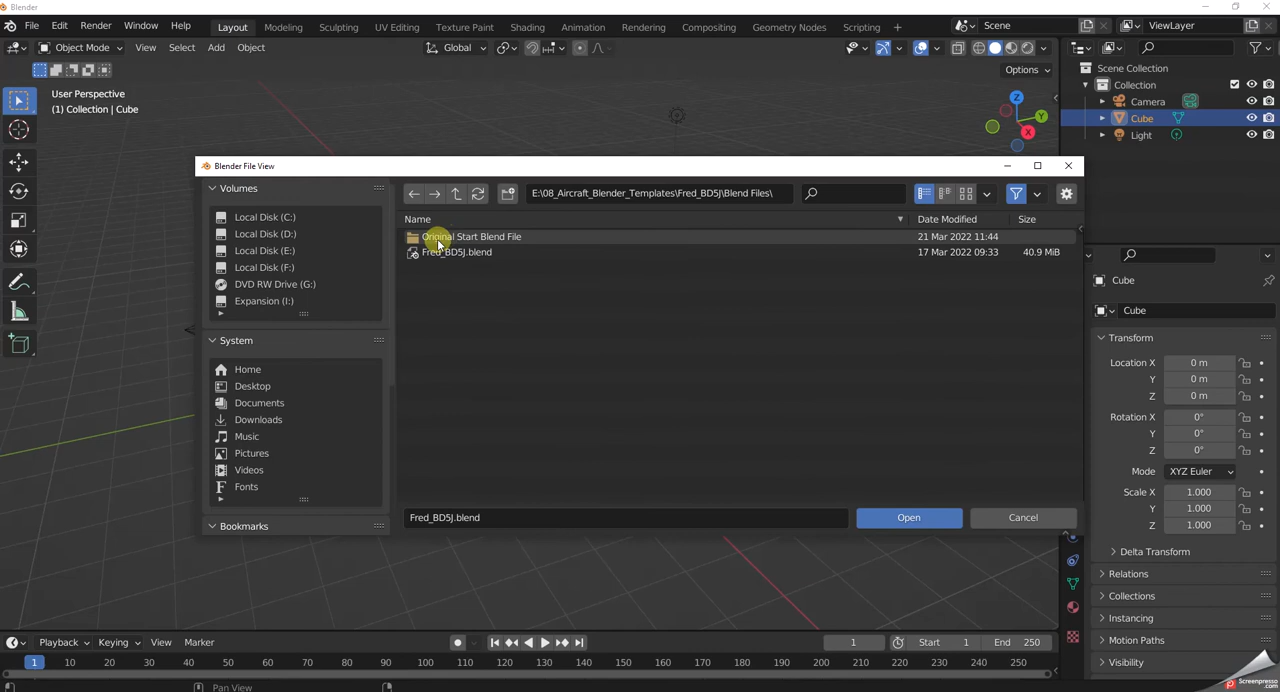 Blender
File Edit Render Window Help Layout Modeling Sculpting UV Editing Texture Paint Shading Animation Rendering Compositing Geometry Nodes Scripting + Scene ViewLayer
Object Mode View Select Add Object Global
Options
User Perspective
(1) Collection | Cube
Z
Y
X
Scene Collection
Collection
Camera
Cube
Light
Blender File View
Volumes
Local Disk (C:)
Local Disk (D:)
Local Disk (E:)
Local Disk (F:)
DVD RW Drive (G:)
Expansion (I:)
System
Home
Desktop
Documents
Downloads
Music
Pictures
Videos
Fonts
Bookmarks
E:\08_Aircraft_Blender_Templates\Fred_BD5J\Blend Files\
Name Date Modified Size
Original Start Blend File 21 Mar 2022 11:44
Fred_BD5J.blend 17 Mar 2022 09:33 40.9 MiB
Fred_BD5J.blend Open Cancel
Cube
Cube
Transform
Location X 0 m
Y 0 m
Z 0 m
Rotation X 0°
Y 0°
Z 0°
Mode XYZ Euler
Scale X 1.000
Y 1.000
Z 1.000
Delta Transform
Relations
Collections
Instancing
Motion Paths
Visibility
Playback Keying View Marker 1 Start 1 End 250
1 10 20 30 40 50 60 70 80 90 100 110 120 130 140 150 160 170 180 190 200 210 220 230 240 250
Pan View
Screenpresso
.com